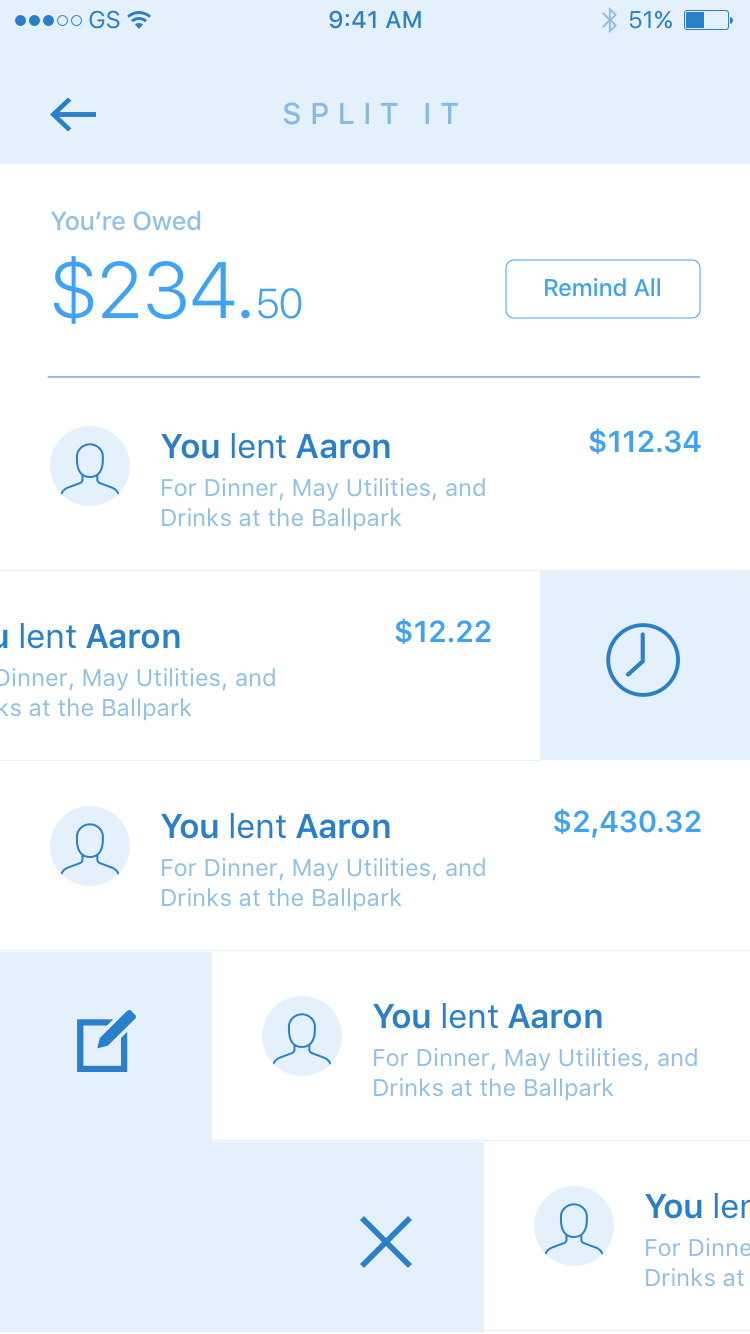 GS 9:41 AM 51%
SPLIT IT
You’re Owed
$234.50
Remind All
You lent Aaron
$112.34
For Dinner, May Utilities, and
Drinks at the Ballpark
lent Aaron
$12.22
Dinner, May Utilities, and
at the Ballpark
You lent Aaron
$2,430.32
For Dinner, May Utilities, and
Drinks at the Ballpark
You lent Aaron
For Dinner, May Utilities, and
Drinks at the Ballpark
You
For
Drinks at